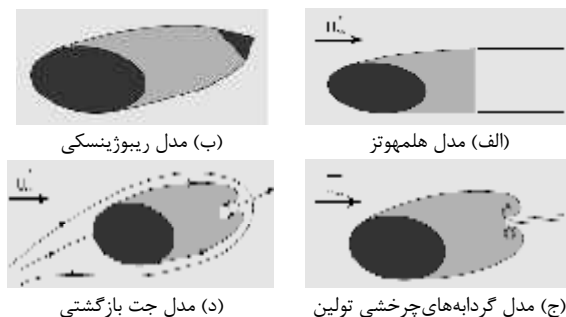 (الف) مدل هلمهوتز
(ب) مدل ریبوژینسکی
(ج) مدل گردابه‌های چرخشی تولین
(د) مدل جت بازگشتی